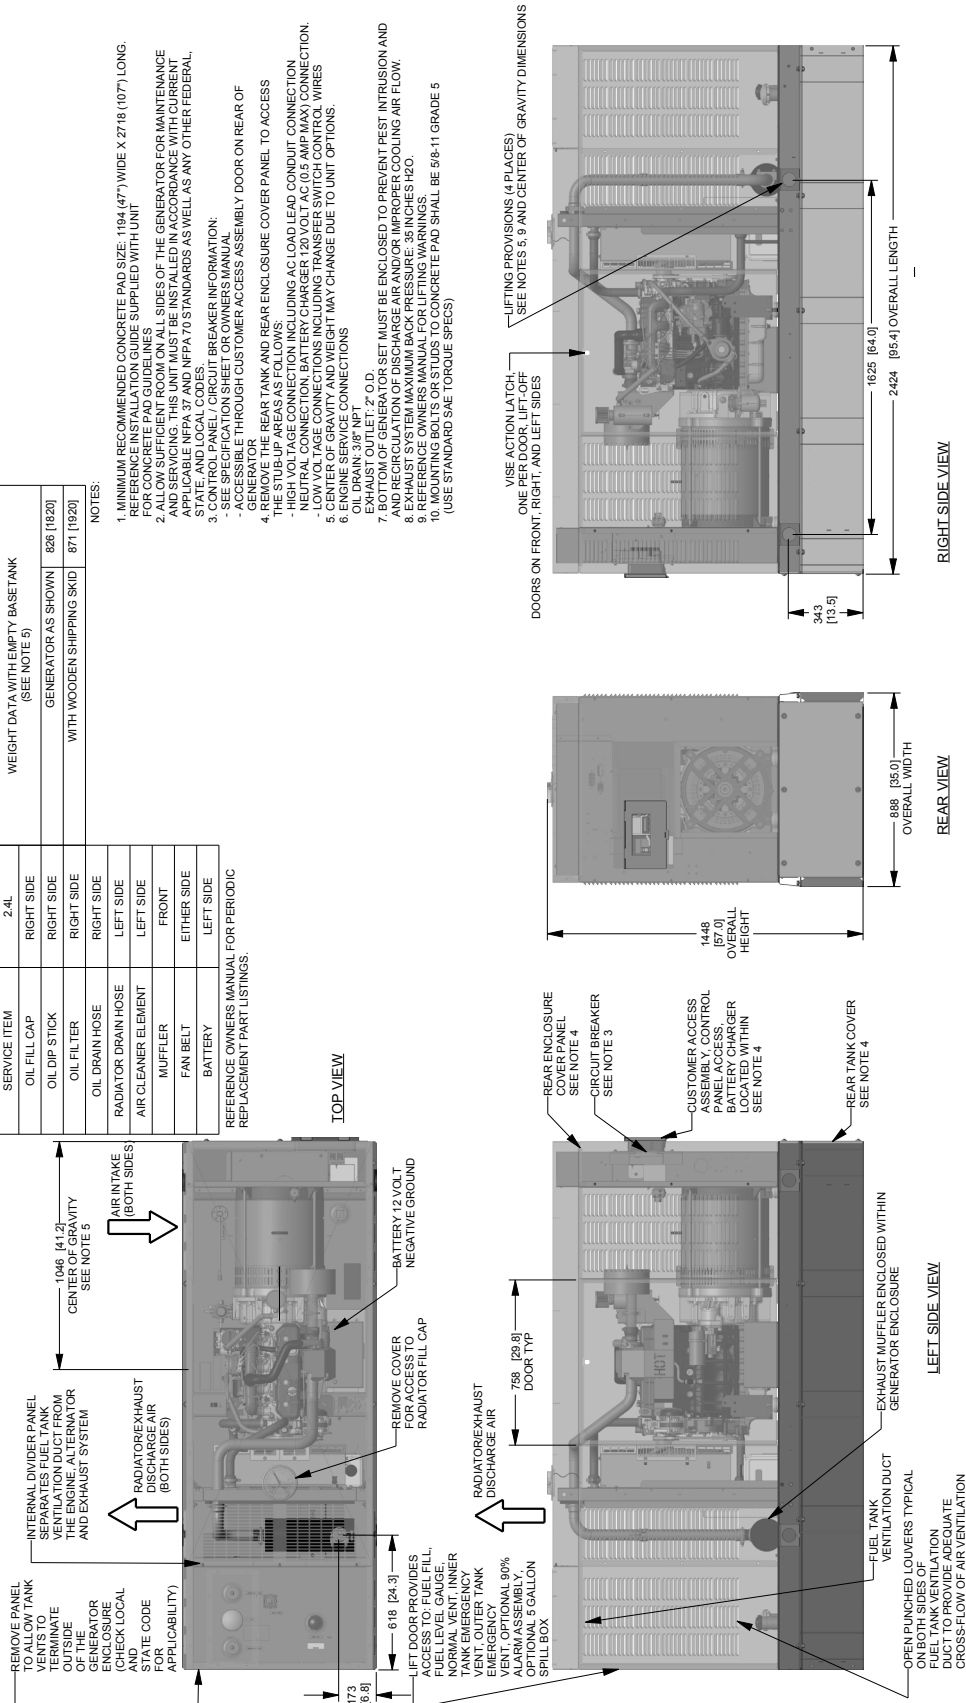 WEIGHT DATA WITH EMPTY BASETANK
(SEE NOTE 5)
GENERATOR AS SHOWN 826 [1820]
WITH WOODEN SHIPPING SKID 871 [1920]
NOTES:
1. MINIMUM RECOMMENDED CONCRETE PAD SIZE: 1194 (47") WIDE X 2718 (107") LONG.
REFERENCE INSTALLATION GUIDE SUPPLIED WITH UNIT
FOR CONCRETE PAD GUIDELINES
2. ALLOW SUFFICIENT ROOM ON ALL SIDES OF THE GENERATOR FOR MAINTENANCE
AND SERVICING. THIS UNIT MUST BE INSTALLED IN ACCORDANCE WITH CURRENT
APPLICABLE NFPA 37 AND NFPA 70 STANDARDS AS WELL AS ANY OTHER FEDERAL,
STATE, AND LOCAL CODES.
3. CONTROL PANEL / CIRCUIT BREAKER INFORMATION:
- SEE SPECIFICATION SHEET OR OWNERS MANUAL
- ACCESSIBLE THROUGH CUSTOMER ACCESS ASSEMBLY DOOR ON REAR OF
GENERATOR
4. REMOVE THE REAR TANK AND REAR ENCLOSURE COVER PANEL TO ACCESS
THE STUB-UP AREAS AS FOLLOWS:
- HIGH VOLTAGE CONNECTION INCLUDING AC LOAD LEAD CONDUIT CONNECTION
NEUTRAL CONNECTION, BATTERY CHARGER 120 VOLT AC (0.5 AMP MAX) CONNECTION.
- LOW VOLTAGE CONNECTIONS INCLUDING TRANSFER SWITCH CONTROL WIRES
5. CENTER OF GRAVITY AND WEIGHT MAY CHANGE DUE TO UNIT OPTIONS.
6. ENGINE SERVICE CONNECTIONS
OIL DRAIN: 3/8" NPT
EXHAUST OUTLET: 2" O.D.
7. BOTTOM OF GENERATOR SET MUST BE ENCLOSED TO PREVENT PEST INTRUSION AND
AND RECIRCULATION OF DISCHARGE AIR AND/OR IMPROPER COOLING AIR FLOW.
8. EXHAUST SYSTEM MAXIMUM BACK PRESSURE: 35 INCHES H2O.
9. REFERENCE OWNERS MANUAL FOR LIFTING WARNINGS.
10. MOUNTING BOLTS OR STUDS TO CONCRETE PAD SHALL BE 5/8-11 GRADE 5
(USE STANDARD SAE TORQUE SPECS)
SERVICE ITEM 2.4L
OIL FILL CAP RIGHT SIDE
OIL DIP STICK RIGHT SIDE
OIL FILTER RIGHT SIDE
OIL DRAIN HOSE RIGHT SIDE
RADIATOR DRAIN HOSE LEFT SIDE
AIR CLEANER ELEMENT LEFT SIDE
MUFFLER FRONT
FAN BELT EITHER SIDE
BATTERY LEFT SIDE
REFERENCE OWNERS MANUAL FOR PERIODIC
REPLACEMENT PART LISTINGS.
TOP VIEW
1046 [41.2]
CENTER OF GRAVITY
SEE NOTE 5
AIR INTAKE
(BOTH SIDES)
BATTERY 12 VOLT
NEGATIVE GROUND
REMOVE COVER
FOR ACCESS TO
RADIATOR FILL CAP
INTERNAL DIVIDER PANEL
SEPARATES FUEL TANK
VENTILATION DUCT FROM
THE ENGINE, ALTERNATOR
AND EXHAUST SYSTEM
RADIATOR/EXHAUST
DISCHARGE AIR
(BOTH SIDES)
REMOVE PANEL
TO ALLOW TANK
VENTS TO
TERMINATE
OUTSIDE
OF THE
GENERATOR
ENCLOSURE
(CHECK LOCAL
AND
STATE CODE
FOR
APPLICABILITY)
618 [24.3]
173
[6.8]
LIFT DOOR PROVIDES
ACCESS TO: FUEL FILL,
FUEL LEVEL GAUGE,
NORMAL VENT, INNER
TANK EMERGENCY
VENT, OUTER TANK
EMERGENCY
VENT, OPTIONAL 90%
ALARM ASSEMBLY,
OPTIONAL 5 GALLON
SPILL BOX
RADIATOR/EXHAUST
DISCHARGE AIR
758 [29.8]
DOOR TYP
HOT
REAR ENCLOSURE
COVER PANEL
SEE NOTE 4
CIRCUIT BREAKER
SEE NOTE 3
CUSTOMER ACCESS
ASSEMBLY, CONTROL
PANEL ACCESS,
BATTERY CHARGER
LOCATED WITHIN
SEE NOTE 4
REAR TANK COVER
SEE NOTE 4
EXHAUST MUFFLER ENCLOSED WITHIN
GENERATOR ENCLOSURE
FUEL TANK
VENTILATION DUCT
OPEN PUNCHED LOUVERS TYPICAL
ON BOTH SIDES OF
FUEL TANK VENTILATION
DUCT TO PROVIDE ADEQUATE
CROSS-FLOW OF AIR VENTILATION
LEFT SIDE VIEW
1448
[57.0]
OVERALL
HEIGHT
888 [35.0]
OVERALL WIDTH
REAR VIEW
VISE ACTION LATCH,
ONE PER DOOR, LIFT-OFF
DOORS ON FRONT, RIGHT, AND LEFT SIDES
LIFTING PROVISIONS (4 PLACES)
SEE NOTES 5, 9 AND CENTER OF GRAVITY DIMENSIONS
343
[13.5]
1625 [64.0]
2424 [95.4] OVERALL LENGTH
RIGHT SIDE VIEW